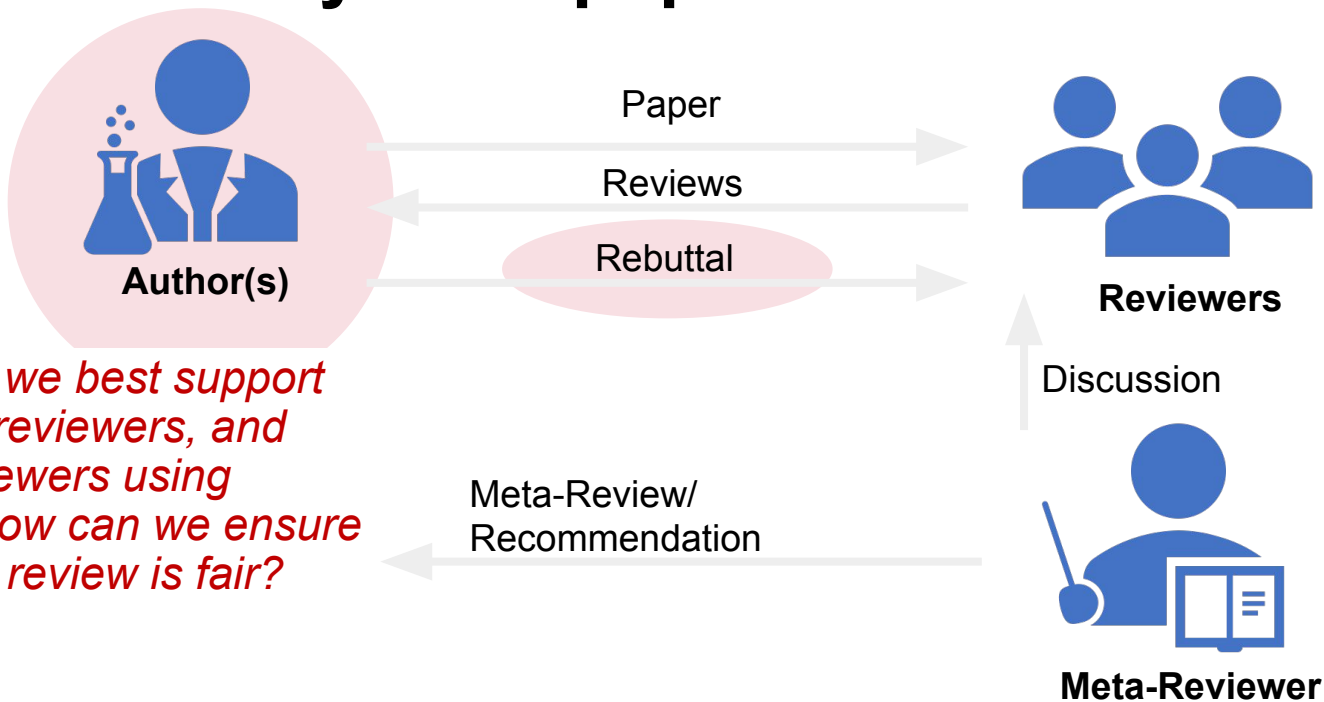 Paper
Reviews
Rebuttal
Author(s)
Reviewers
we best support
reviewers, and
ewers using
ow can we ensure
review is fair?
Discussion
Meta-Review/
Recommendation
Meta-Reviewer